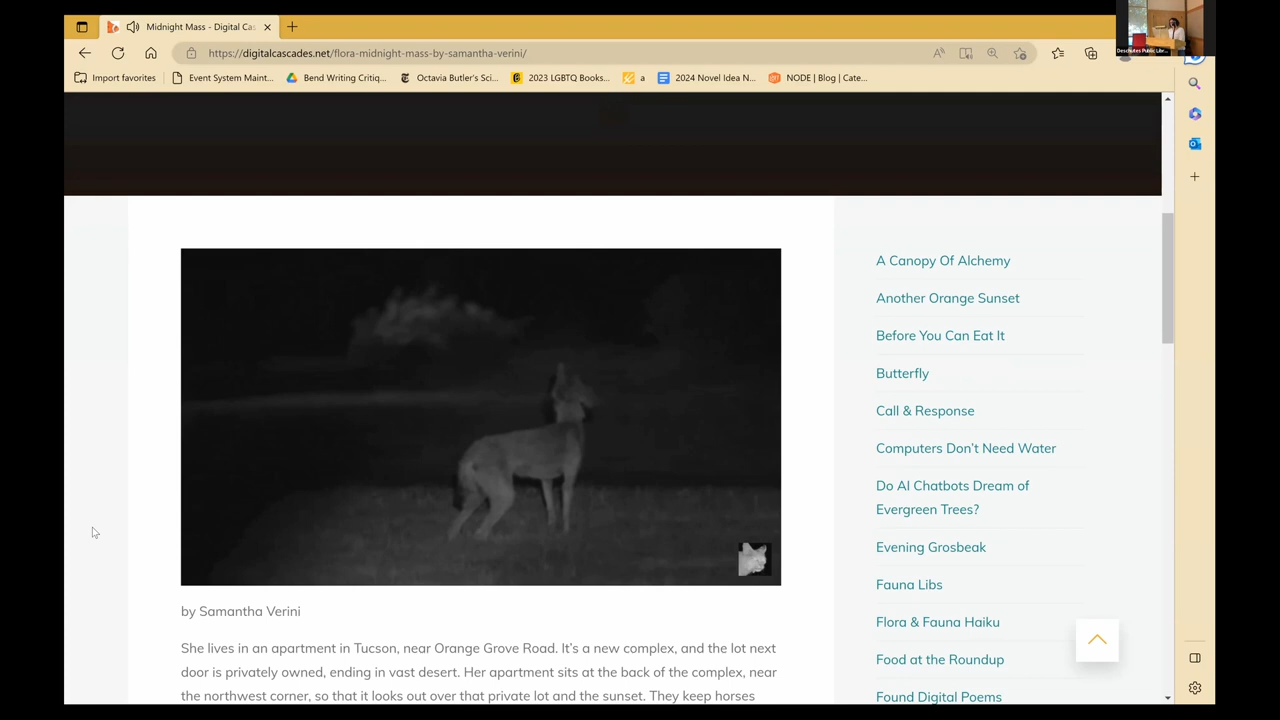 Midnight Mass - Digital Cas
https://digitalcascades.net/flora-midnight-mass-by-samantha-verini/
Import favorites
Event System Maint...
Bend Writing Critiq...
Octavia Butler's Sci...
2023 LGBTQ Books...
a
2024 Novel Idea N...
NODE | Blog | Cate...
Deschutes Public Libr...
by Samantha Verini
She lives in an apartment in Tucson, near Orange Grove Road. It's a new complex, and the lot next
door is privately owned, ending in vast desert. Her apartment sits at the back of the complex, near
the northwest corner, so that it looks out over that private lot and the sunset. They keep horses
A Canopy Of Alchemy
Another Orange Sunset
Before You Can Eat It
Butterfly
Call & Response
Computers Don't Need Water
Do AI Chatbots Dream of
Evergreen Trees?
Evening Grosbeak
Fauna Libs
Flora & Fauna Haiku
Food at the Roundup
Found Digital Poems